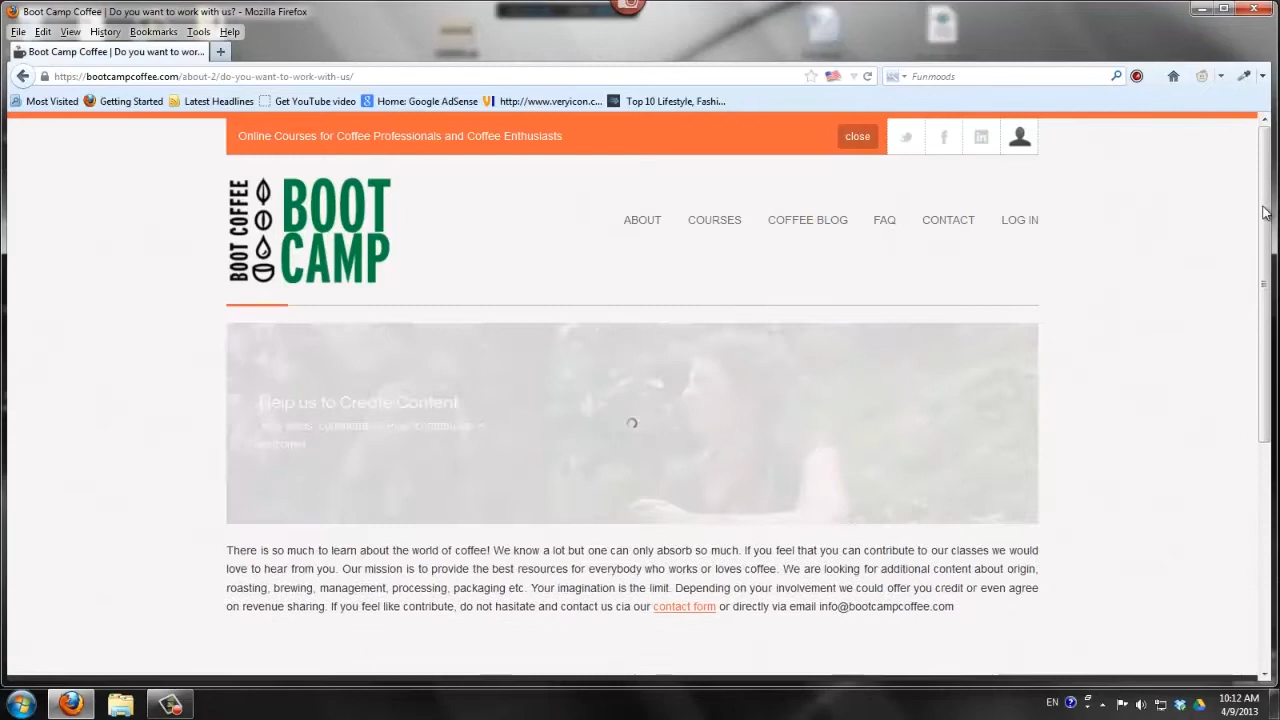 Boot Camp Coffee | Do you want to work with us? - Mozilla Firefox
File Edit View History Bookmarks Tools Help
Boot Camp Coffee | Do you want to wor...
https://bootcampcoffee.com/about-2/do-you-want-to-work-with-us/
Funmoods
Most Visited Getting Started Latest Headlines Get YouTube video Home: Google AdSense http://www.veryicon.c... Top 10 Lifestyle, Fashi...
Online Courses for Coffee Professionals and Coffee Enthusiasts
close
BOOT COFFEE
BOOT
CAMP
ABOUT COURSES COFFEE BLOG FAQ CONTACT LOG IN
Help us to Create Content
There is so much to learn about the world of coffee! We know a lot but one can only absorb so much. If you feel that you can contribute to our classes we would
love to hear from you. Our mission is to provide the best resources for everybody who works or loves coffee. We are looking for additional content about origin,
roasting, brewing, management, processing, packaging etc. Your imagination is the limit. Depending on your involvement we could offer you credit or even agree
on revenue sharing. If you feel like contribute, do not hasitate and contact us cia our contact form or directly via email info@bootcampcoffee.com
EN
10:12 AM
4/9/2013